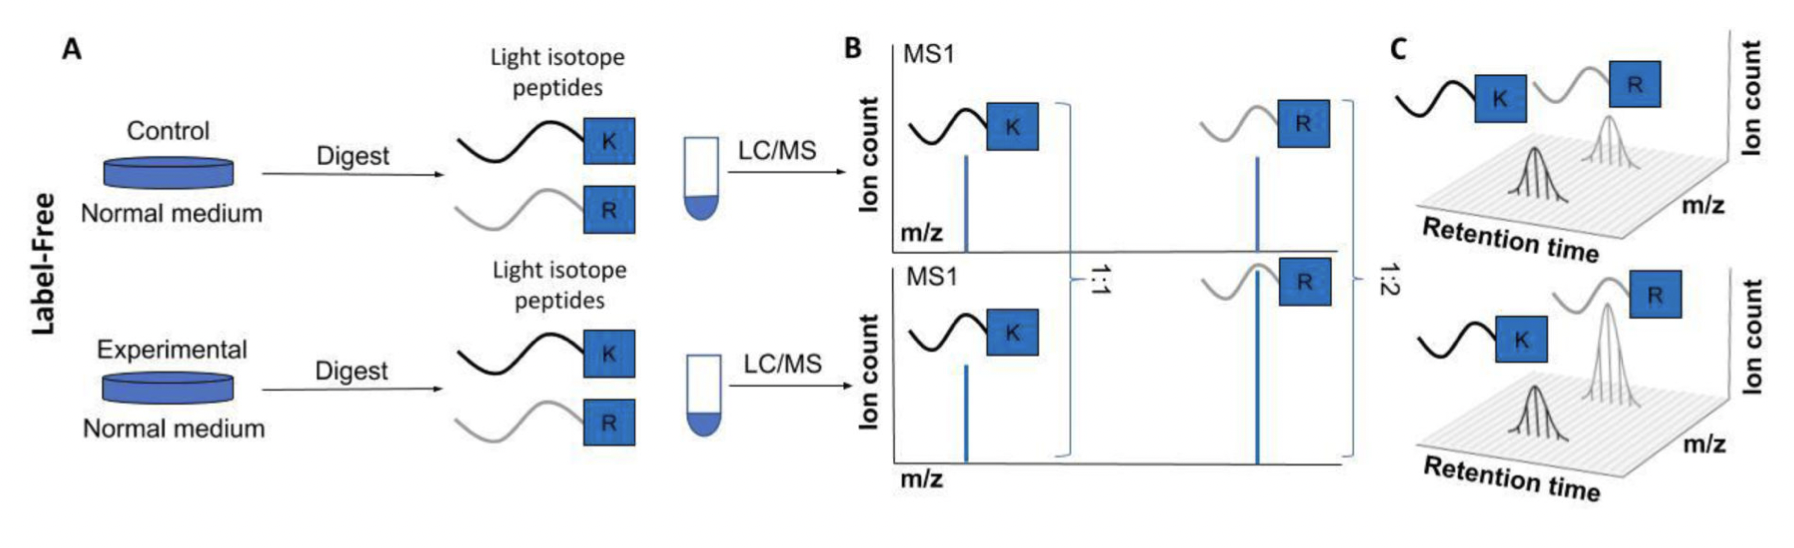 Label-Free
A
Control
Normal medium
Digest
Light isotope
peptides
K
R
LC/MS
Experimental
Normal medium
Digest
Light isotope
peptides
K
R
LC/MS
B
MS1
Ion count
m/z
K
R
MS1
Ion count
m/z
K
R
1:1
1:2
C
K
R
Ion count
m/z
Retention time
K
R
Ion count
m/z
Retention time